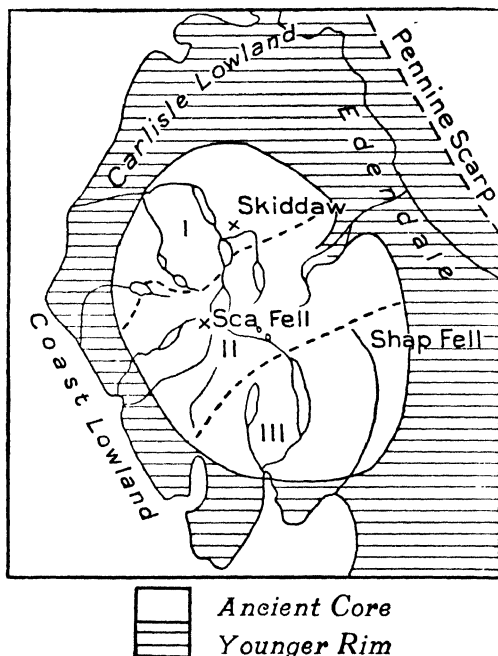 Carlisle Lowland
Pennine Scarp
Edendale
I
Skiddaw
Sca Fell
Shap Fell
II
Coast Lowland
III
Ancient Core
Younger Rim